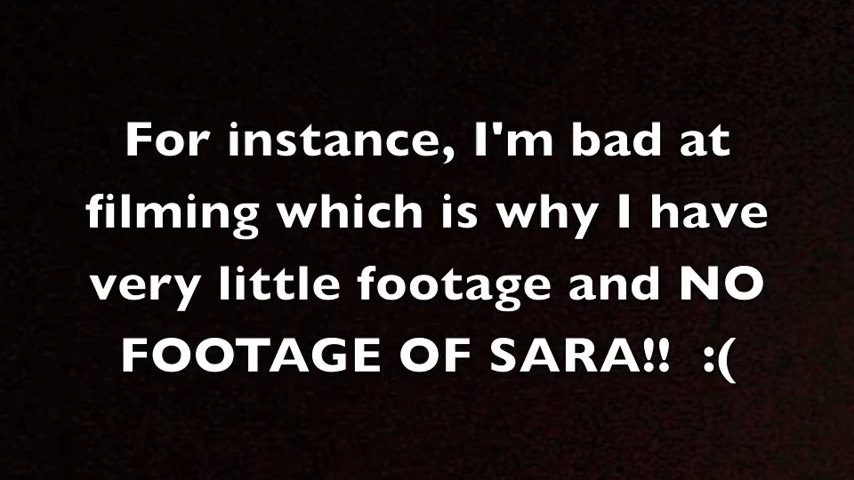 For instance, I'm bad at
filming which is why I have
very little footage and NO
FOOTAGE OF SARA!!  :(